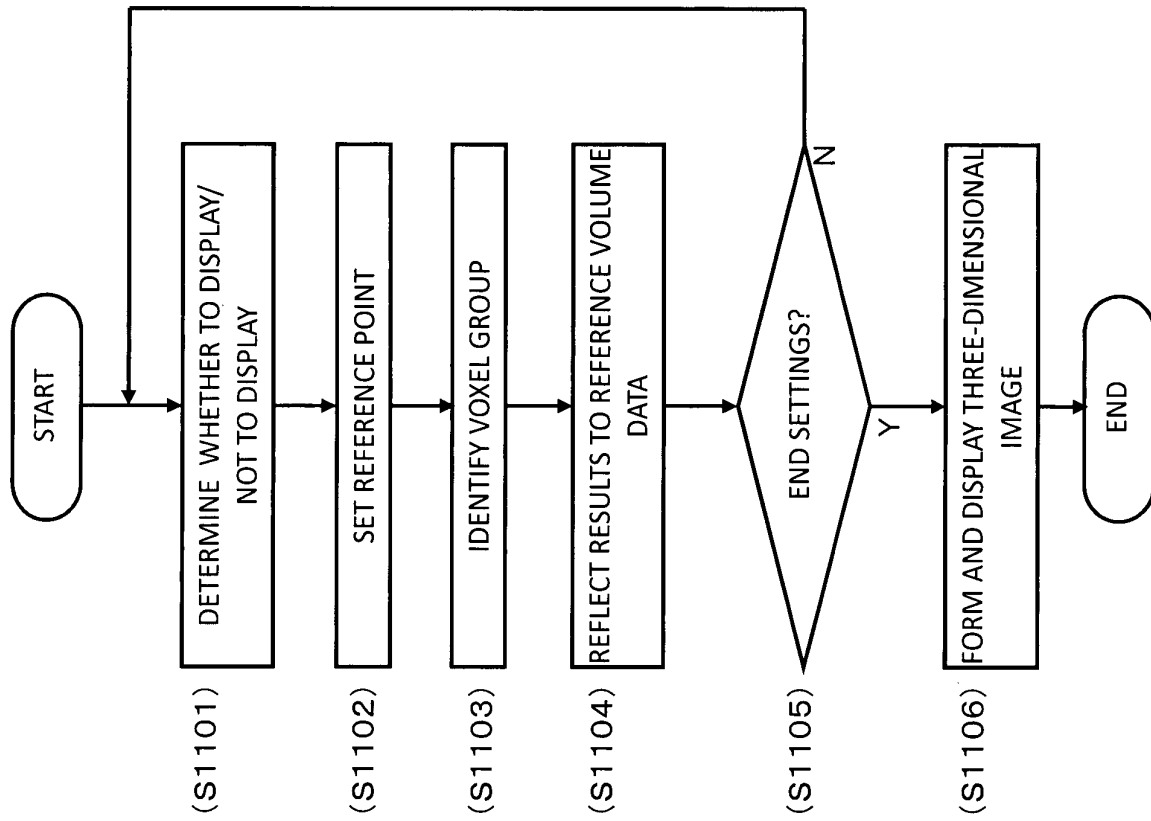 START
(S1101)
DETERMINE WHETHER TO DISPLAY/
NOT TO DISPLAY
(S1102)
SET REFERENCE POINT
(S1103)
IDENTIFY VOXEL GROUP
(S1104)
REFLECT RESULTS TO REFERENCE VOLUME
DATA
(S1105)
END SETTINGS?
N
Y
(S1106)
FORM AND DISPLAY THREE-DIMENSIONAL
IMAGE
END